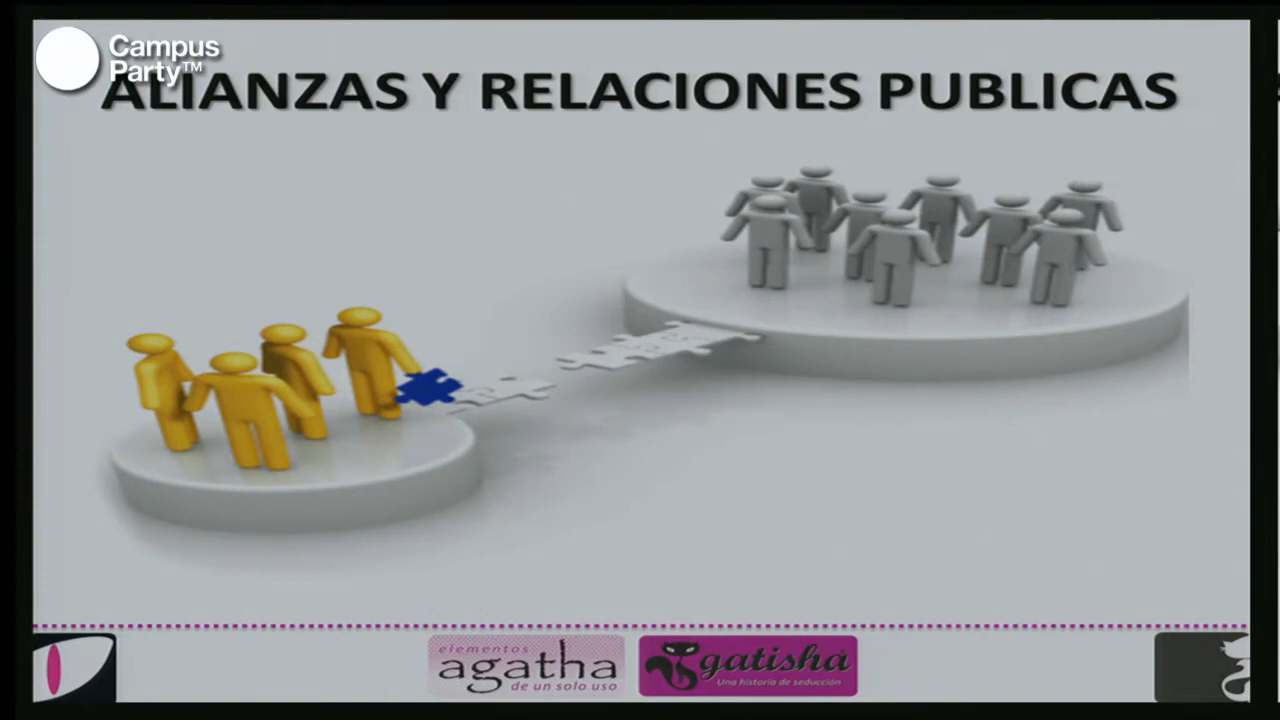 Campus
Party™
ALIANZAS Y RELACIONES PUBLICAS
elementos
agatha
de un solo uso
gatisha
Una historia de seducción